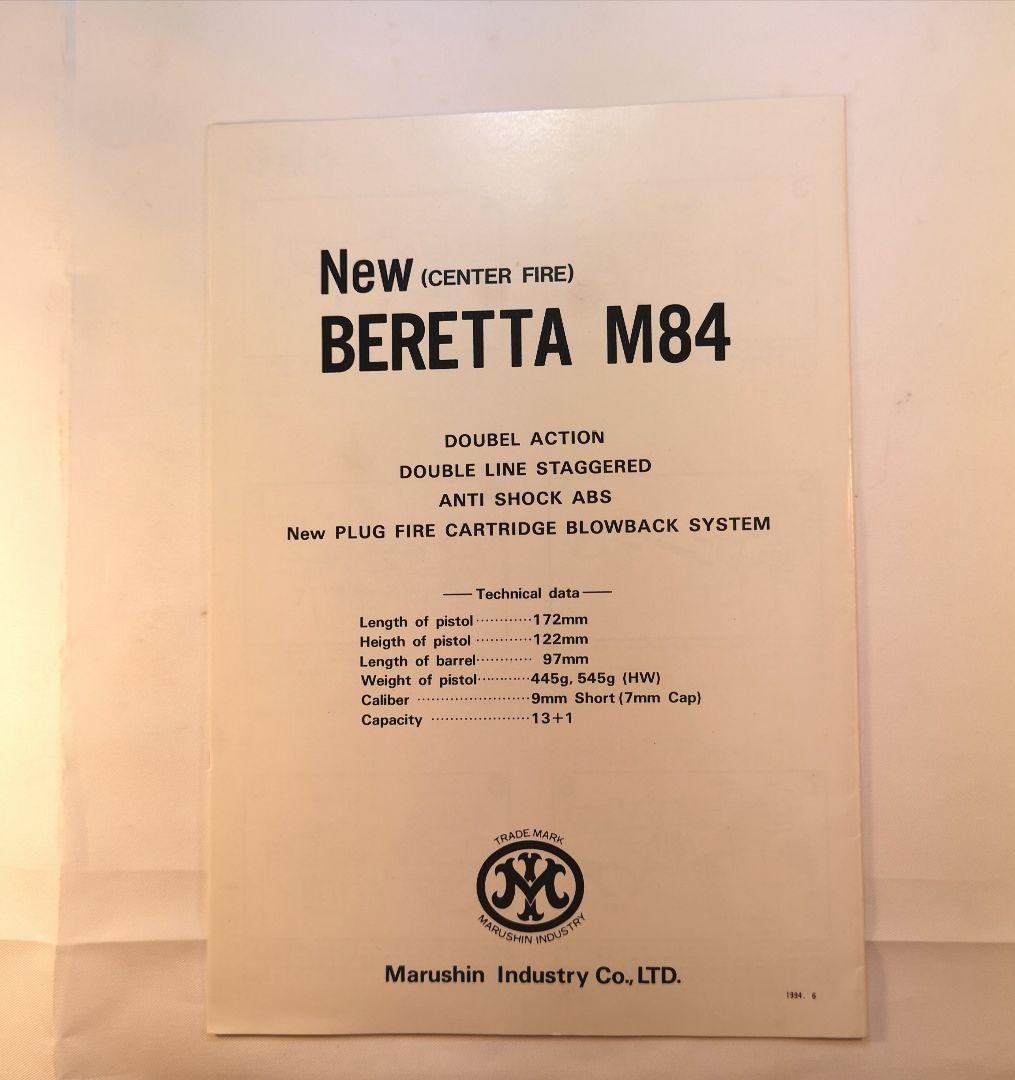 New (CENTER FIRE)
BERETTA M84
DOUBEL ACTION
DOUBLE LINE STAGGERED
ANTI SHOCK ABS
New PLUG FIRE CARTRIDGE BLOWBACK SYSTEM
Technical data
Length of pistol ············ 172mm
Heigth of pistol ············ 122mm
Length of barrel ············ 97mm
Weight of pistol ··········· 445g, 545g (HW)
Caliber ························ 9mm Short (7mm Cap)
Capacity ····················· 13+1
TRADE MARK
M
MARUSHIN INDUSTRY
Marushin Industry Co., LTD.
1994. 6